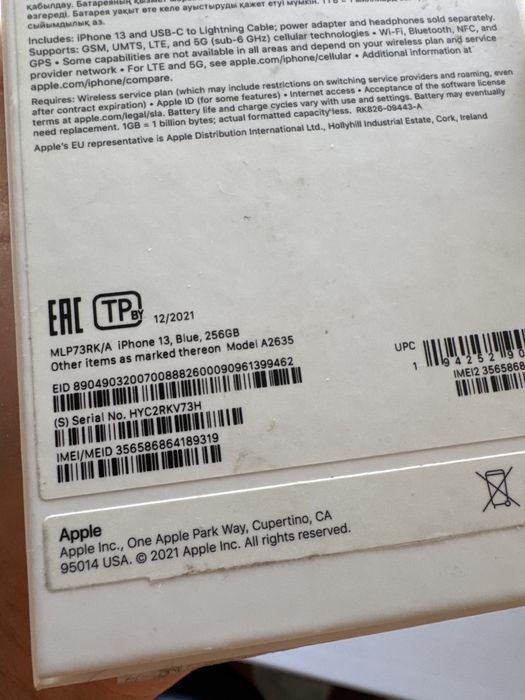 қабылдау. Батареяның қызмет
өзгереді. Батарея уақыт өте келе ауыстыруды қажет етуі мүмкін. 1ГБ =
сыйымдылық аз.
Includes: iPhone 13 and USB-C to Lightning Cable; power adapter and headphones sold separately.
Supports: GSM, UMTS, LTE, and 5G (sub-6 GHz) cellular technologies • Wi-Fi, Bluetooth, NFC, and
GPS • Some capabilities are not available in all areas and depend on your wireless plan and service
provider network • For LTE and 5G, see apple.com/iphone/cellular • Additional information at
apple.com/iphone/compare.
Requires: Wireless service plan (which may include restrictions on switching service providers and roaming, even
after contract expiration) • Apple ID (for some features) • Internet access • Acceptance of the software license
terms at apple.com/legal/sla. Battery life and charge cycles vary with use and settings. Battery may eventually
need replacement. 1GB = 1 billion bytes; actual formatted capacity less. RK826-09443-A
Apple's EU representative is Apple Distribution International Ltd., Hollyhill Industrial Estate, Cork, Ireland
EAC TP BY 12/2021
MLP73RK/A iPhone 13, Blue, 256GB
Other items as marked thereon Model A2635
EID 89049032007008882600090961399462
(S) Serial No. HYC2RKV73H
IMEI/MEID 356586864189319
UPC
1 94252 90
IMEI2 3565868
Apple
Apple Inc., One Apple Park Way, Cupertino, CA
95014 USA. © 2021 Apple Inc. All rights reserved.